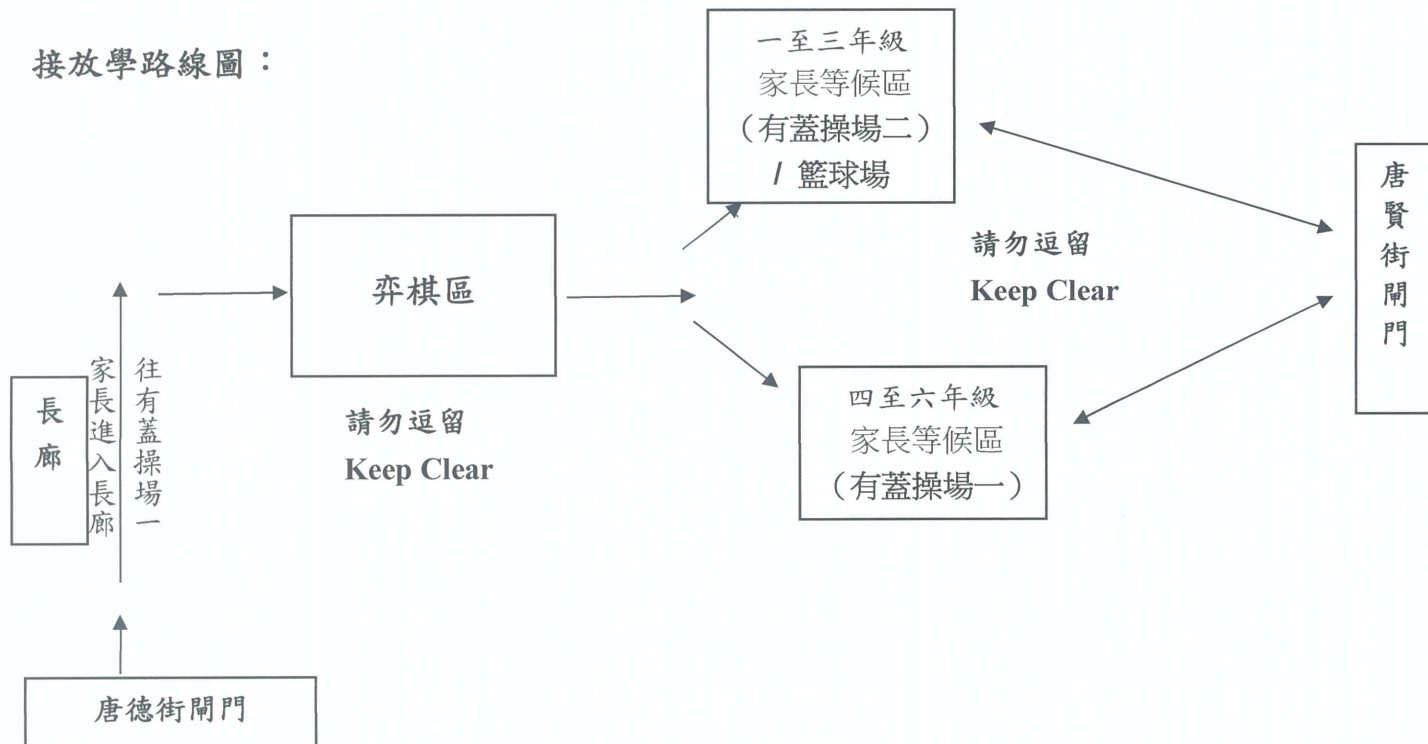 接放學路線圖：
一至三年級
家長等候區
（有蓋操場二）
/ 籃球場
唐賢街閘門
請勿逗留
Keep Clear
弈棋區
長廊
家長進入長廊
往有蓋操場一
請勿逗留
Keep Clear
四至六年級
家長等候區
（有蓋操場一）
唐德街閘門